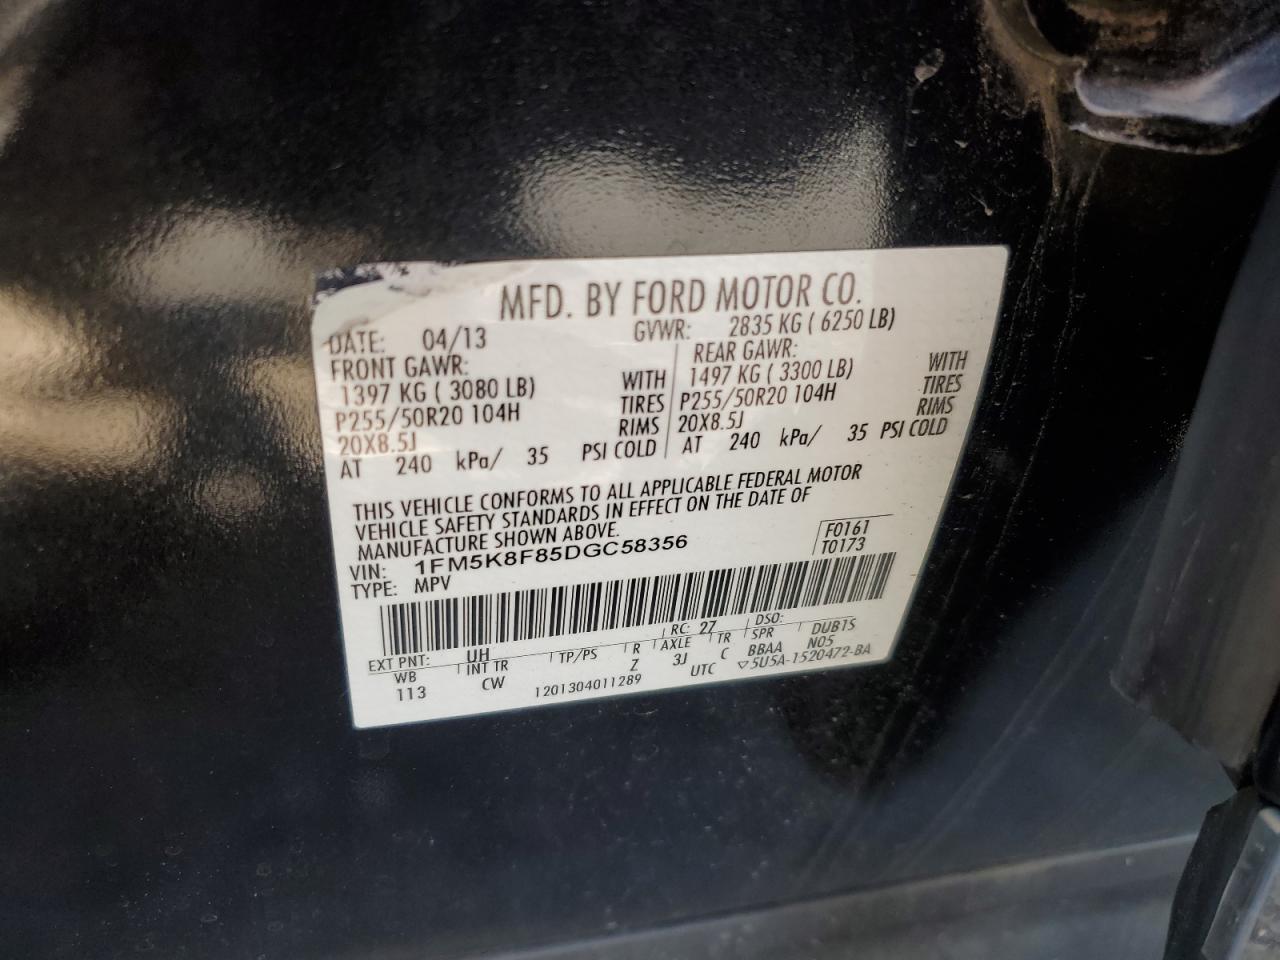 MFD. BY FORD MOTOR CO.
DATE: 04/13 GVWR: 2835 KG ( 6250 LB)
FRONT GAWR: REAR GAWR:
1397 KG ( 3080 LB) WITH 1497 KG ( 3300 LB) WITH
P255/50R20 104H TIRES P255/50R20 104H TIRES
20X8.5J RIMS 20X8.5J RIMS
AT 240 kPa/ 35 PSI COLD AT 240 kPa/ 35 PSI COLD
THIS VEHICLE CONFORMS TO ALL APPLICABLE FEDERAL MOTOR
VEHICLE SAFETY STANDARDS IN EFFECT ON THE DATE OF
MANUFACTURE SHOWN ABOVE.
VIN: 1FM5K8F85DGC58356 F0161
TYPE: MPV T0173
EXT PNT: UH RC: 27 DSO:
WB INT TR TP/PS R AXLE TR SPR DUB1S
113 CW Z 3J C BBAA N05
1201304011289 UTC ▽5U5A-1520472-BA